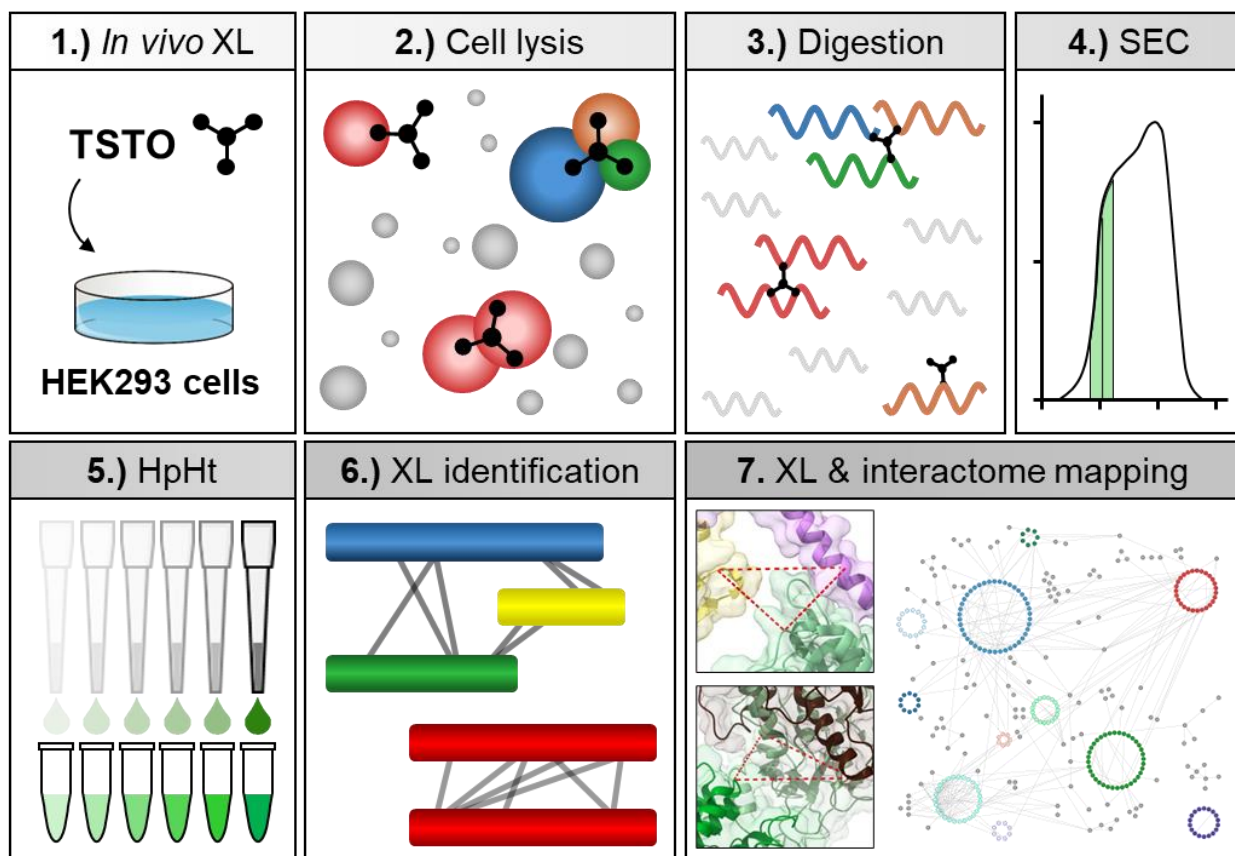 1.) In vivo XL
2.) Cell lysis
3.) Digestion
4.) SEC
TSTO
HEK293 cells
5.) HpHt
6.) XL identification
7. XL & interactome mapping